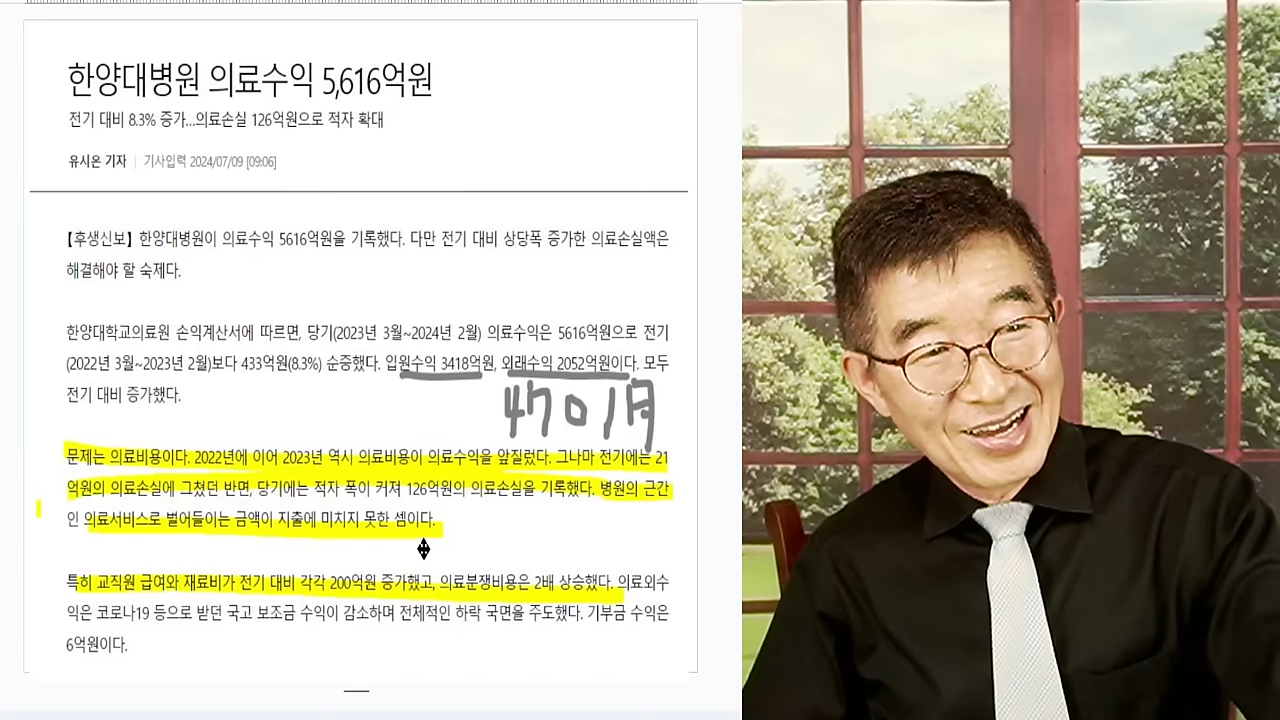 한양대병원 의료수익 5,616억원
전기 대비 8.3% 증가...의료손실 126억원으로 적자 확대
유시온 기자 | 기사입력 2024/07/09 [09:06]
【후생신보】 한양대병원이 의료수익 5616억원을 기록했다. 다만 전기 대비 상당폭 증가한 의료손실액은
해결해야 할 숙제다.
한양대학교의료원 손익계산서에 따르면, 당기(2023년 3월~2024년 2월) 의료수익은 5616억원으로 전기
(2022년 3월~2023년 2월)보다 433억원(8.3%) 순증했다. 입원수익 3418억원, 외래수익 2052억원이다. 모두
전기 대비 증가했다.
470 1월
문제는 의료비용이다. 2022년에 이어 2023년 역시 의료비용이 의료수익을 앞질렀다. 그나마 전기에는 21
억원의 의료손실에 그쳤던 반면, 당기에는 적자 폭이 커져 126억원의 의료손실을 기록했다. 병원의 근간
인 의료서비스로 벌어들이는 금액이 지출에 미치지 못한 셈이다.
특히 교직원 급여와 재료비가 전기 대비 각각 200억원 증가했고, 의료분쟁비용은 2배 상승했다. 의료외수
익은 코로나19 등으로 받던 국고 보조금 수익이 감소하며 전체적인 하락 국면을 주도했다. 기부금 수익은
6억원이다.